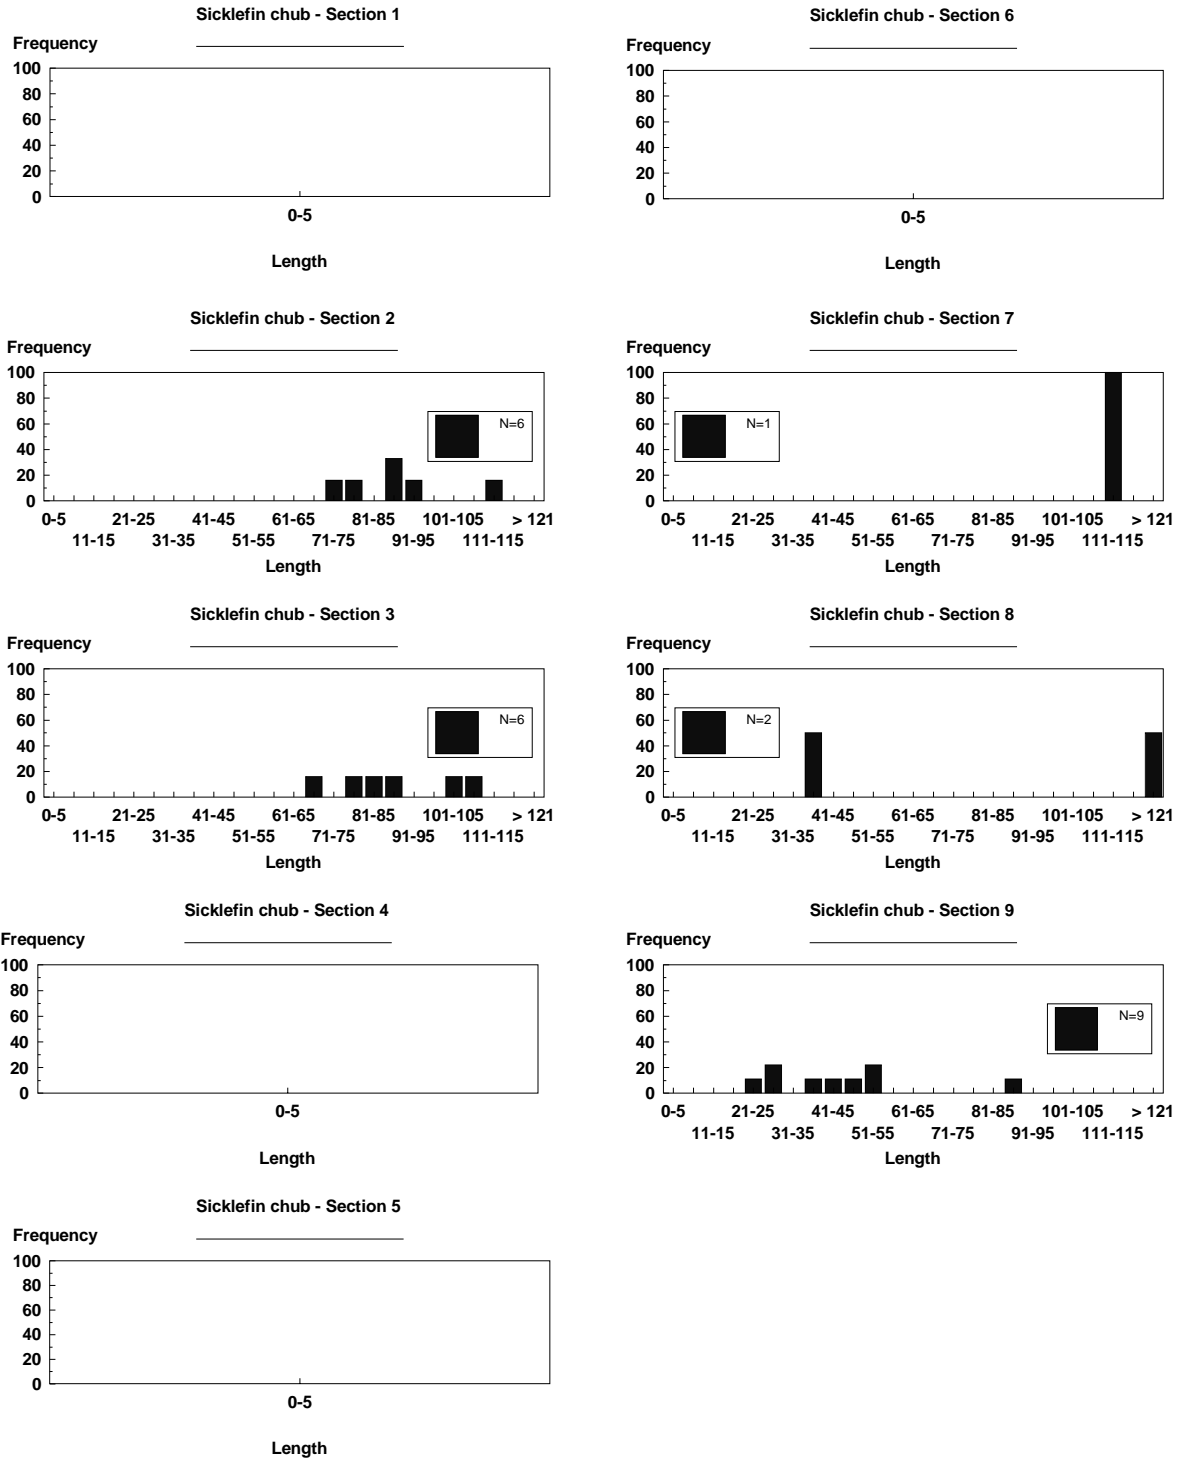 Sicklefin chub - Section 1
Frequency
100
80
60
40
20
0
0-5
Length
Sicklefin chub - Section 2
Frequency
100
80
60
40
20
0
N=6
0-5 21-25 41-45 61-65 81-85 101-105 > 121
11-15 31-35 51-55 71-75 91-95 111-115
Length
Sicklefin chub - Section 3
Frequency
100
80
60
40
20
0
N=6
0-5 21-25 41-45 61-65 81-85 101-105 > 121
11-15 31-35 51-55 71-75 91-95 111-115
Length
Sicklefin chub - Section 4
Frequency
100
80
60
40
20
0
0-5
Length
Sicklefin chub - Section 5
Frequency
100
80
60
40
20
0
0-5
Length
Sicklefin chub - Section 6
Frequency
100
80
60
40
20
0
0-5
Length
Sicklefin chub - Section 7
Frequency
100
80
60
40
20
0
N=1
0-5 21-25 41-45 61-65 81-85 101-105 > 121
11-15 31-35 51-55 71-75 91-95 111-115
Length
Sicklefin chub - Section 8
Frequency
100
80
60
40
20
0
N=2
0-5 21-25 41-45 61-65 81-85 101-105 > 121
11-15 31-35 51-55 71-75 91-95 111-115
Length
Sicklefin chub - Section 9
Frequency
100
80
60
40
20
0
N=9
0-5 21-25 41-45 61-65 81-85 101-105 > 121
11-15 31-35 51-55 71-75 91-95 111-115
Length